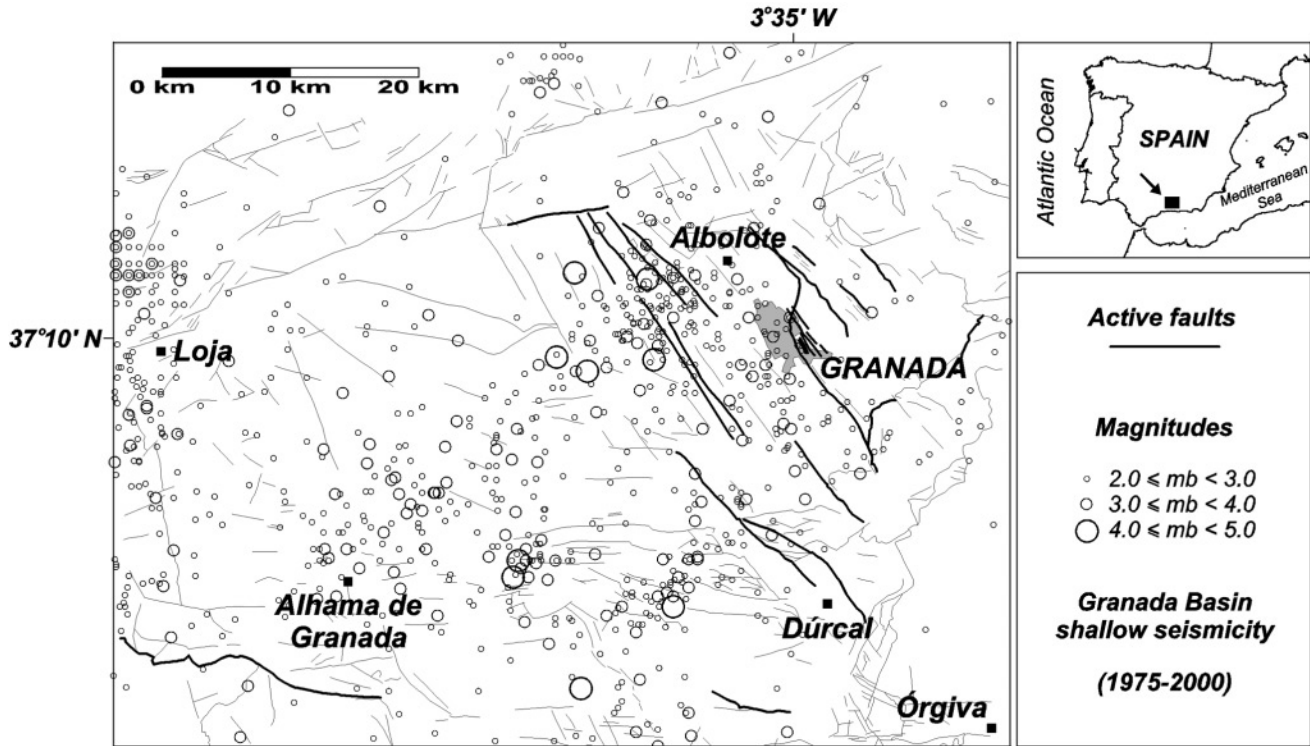 3°35' W
0 km 10 km 20 km
Albolote
37°10' N
Loja
GRANADA
Alhama de
Granada
Dúrcal
Órgiva
Atlantic Ocean
SPAIN
Mediterranean
Sea
Active faults
Magnitudes
2.0 ⩽ mb < 3.0
3.0 ⩽ mb < 4.0
4.0 ⩽ mb < 5.0
Granada Basin
shallow seismicity
(1975-2000)